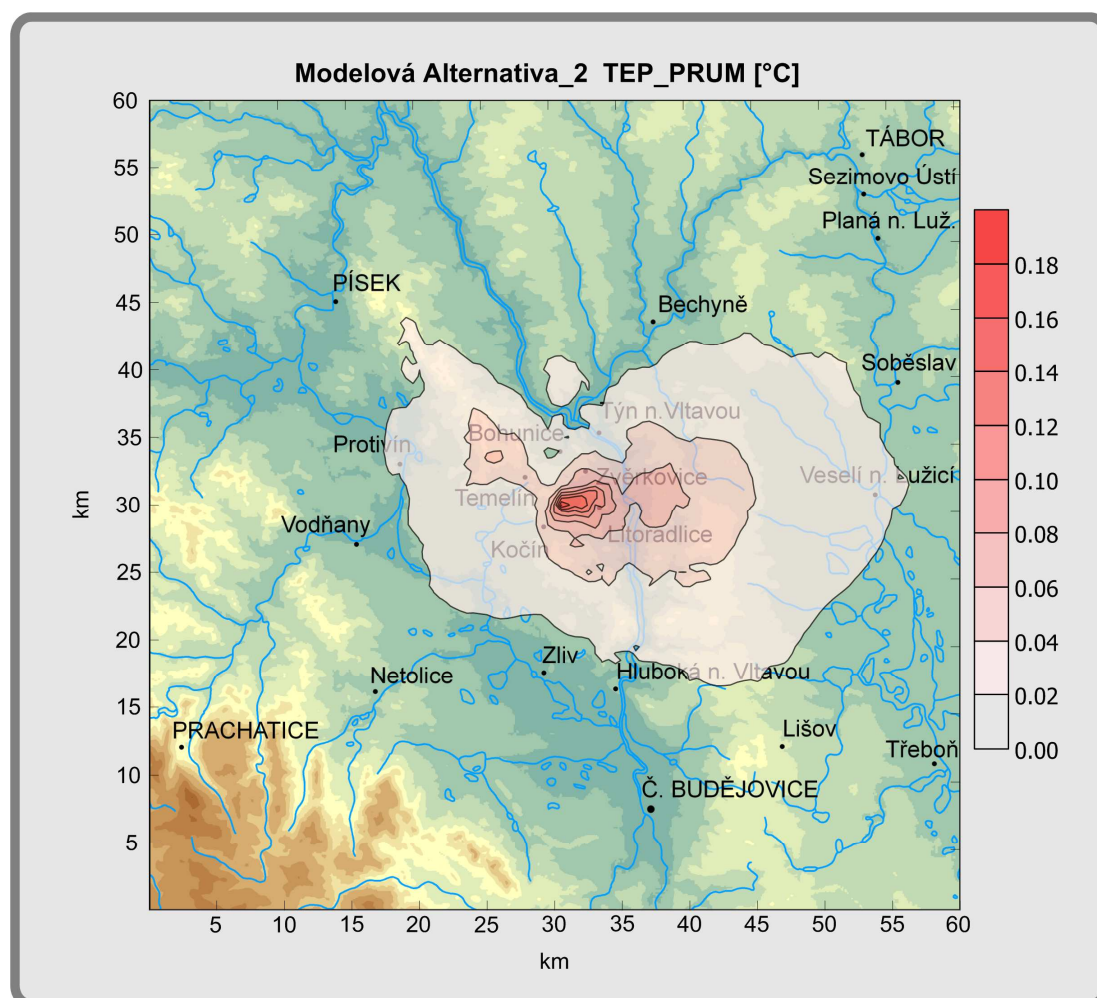 Modelová Alternativa_2 TEP_PRUM [°C]
60
55
50
45
40
35
30
25
20
15
10
5
km
TÁBOR
Sezimovo Ústí
Planá n. Luž.
PÍSEK
Bechyně
Soběslav
Týn n.Vltavou
Bohunice
Protivín
Zvěrkovice
Veselí n. Lužicí
Temelín
Vodňany
Kočín
Litoradlice
Zliv
Netolice
Hluboká n. Vltavou
PRACHATICE
Lišov
Třeboň
Č. BUDĚJOVICE
0.18
0.16
0.14
0.12
0.10
0.08
0.06
0.04
0.02
0.00
5 10 15 20 25 30 35 40 45 50 55 60
km